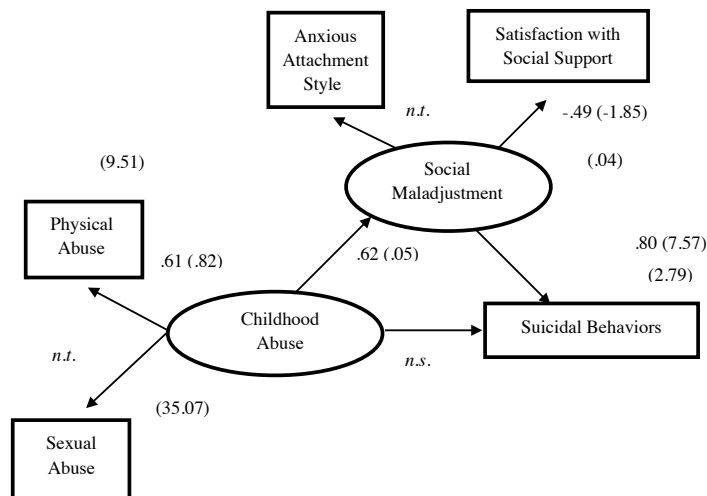 Anxious
Attachment
Style
Satisfaction with
Social Support
n.t.
-.49 (-1.85)
(9.51)
Social
Maladjustment
(.04)
Physical
Abuse
.61 (.82)
.62 (.05)
.80 (7.57)
(2.79)
Childhood
Abuse
Suicidal Behaviors
n.t.
n.s.
(35.07)
Sexual
Abuse